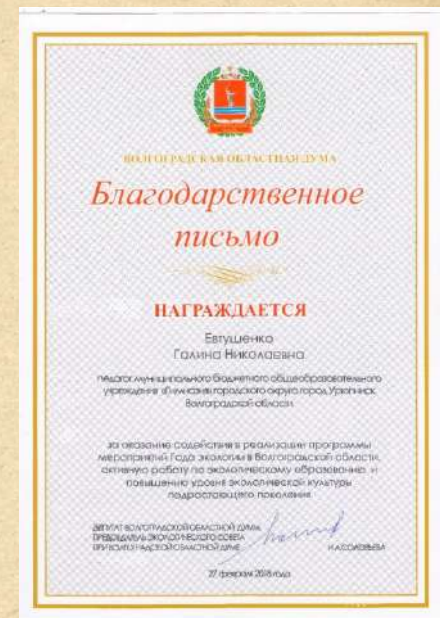 ВОЛГОГРАДСКАЯ ОБЛАСТНАЯ ДУМА
Благодарственное
письмо
НАГРАЖДАЕТСЯ
Евтушенко
Галина Николаевна
педагог муниципального бюджетного общеобразовательного
учреждения «Гимназия» городского округа город Урюпинск
Волгоградской области
за оказание содействия в реализации программы
мероприятий Года экологии в Волгоградской области,
активную работу по экологическому образованию и
повышению уровня экологической культуры
подрастающего поколения
ДЕПУТАТ ВОЛГОГРАДСКОЙ ОБЛАСТНОЙ ДУМЫ,
ПРЕДСЕДАТЕЛЬ ЭКОЛОГИЧЕСКОГО СОВЕТА
ПРИ ВОЛГОГРАДСКОЙ ОБЛАСТНОЙ ДУМЕ
Н.А.СОЛОВЬЕВА
27 февраля 2018 года